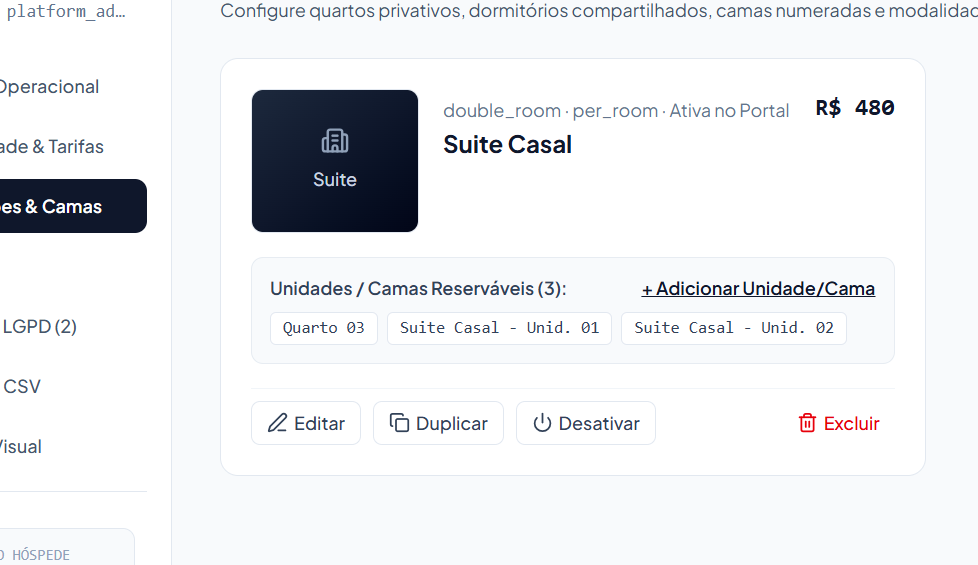 platform_ad…
Configure quartos privativos, dormitórios compartilhados, camas numeradas e
Operacional
ade & Tarifas
es & Camas
LGPD (2)
CSV
Visual
O HÓSPEDE
double_room · per_room · Ativa no Portal
R$ 480
Suite Casal
Suite
Unidades / Camas Reserváveis (3):
+ Adicionar Unidade/Cama
Quarto 03
Suite Casal - Unid. 01
Suite Casal - Unid. 02
Editar
Duplicar
Desativar
Excluir